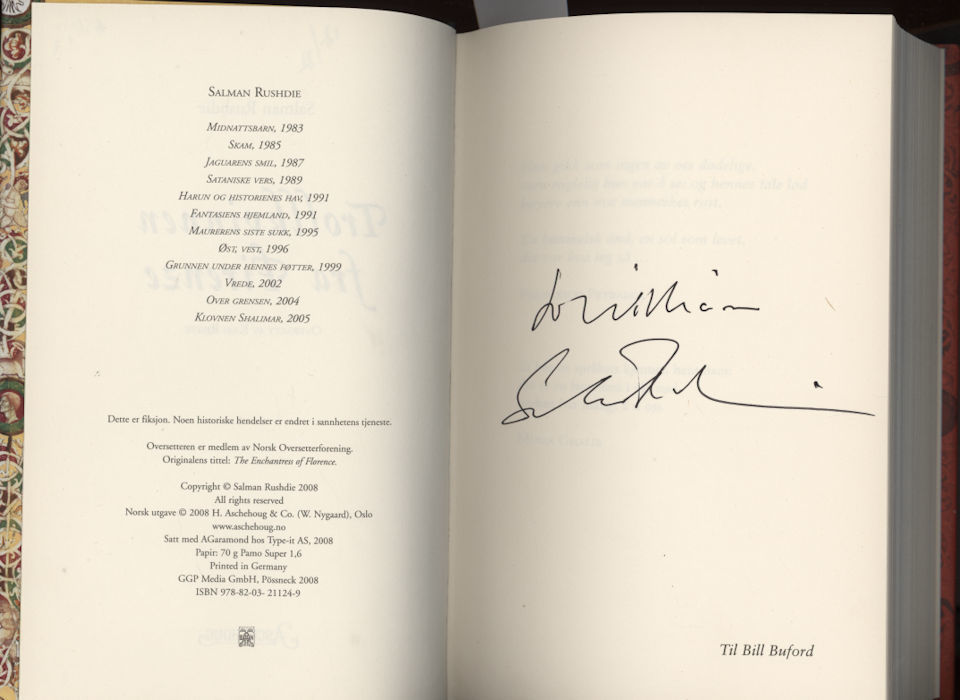 SALMAN RUSHDIE
MIDNATTSBARN, 1983
SKAM, 1985
JAGUARENS SMIL, 1987
SATANISKE VERS, 1989
HARUN OG HISTORIENES HAV, 1991
FANTASIENS HJEMLAND, 1991
MAURERENS SISTE SUKK, 1995
ØST, VEST, 1996
GRUNNEN UNDER HENNES FØTTER, 1999
VREDE, 2002
OVER GRENSEN, 2004
KLOVNEN SHALIMAR, 2005
Dette er fiksjon. Noen historiske hendelser er endret i sannhetens tjeneste.
Oversetteren er medlem av Norsk Oversetterforening.
Originalens tittel: The Enchantress of Florence.
Copyright © Salman Rushdie 2008
All rights reserved
Norsk utgave © 2008 H. Aschehoug & Co. (W. Nygaard), Oslo
www.aschehoug.no
Satt med AGaramond hos Type-it AS, 2008
Papir: 70 g Pamo Super 1,6
Printed in Germany
GGP Media GmbH, Pössneck 2008
ISBN 978-82-03- 21124-9
for William
Til Bill Buford